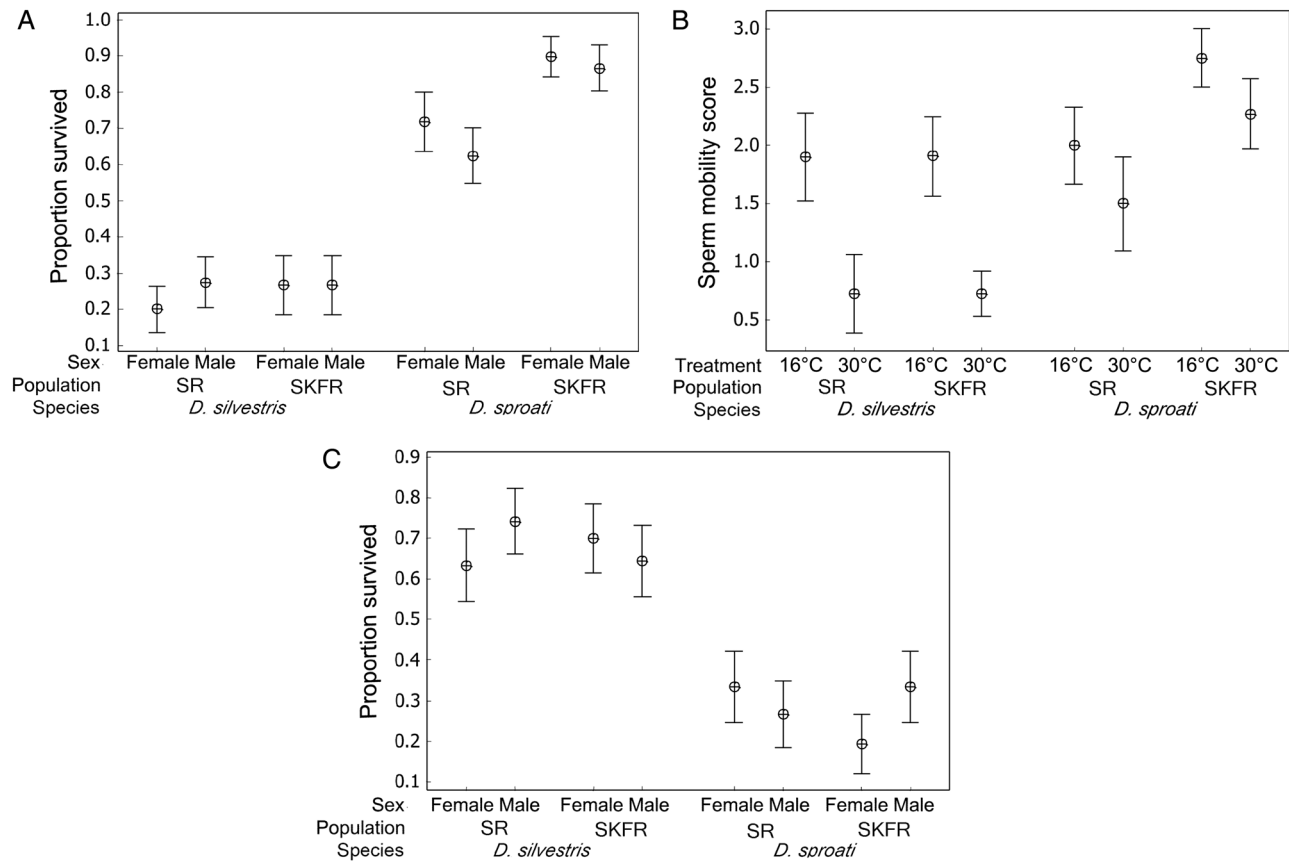 A
Proportion survived
1.0
0.9
0.8
0.7
0.6
0.5
0.4
0.3
0.2
0.1
Sex Female Male Female Male Female Male Female Male
Population SR SKFR SR SKFR
Species D. silvestris D. sproati
B
Sperm mobility score
3.0
2.5
2.0
1.5
1.0
0.5
Treatment 16°C 30°C 16°C 30°C 16°C 30°C 16°C 30°C
Population SR SKFR SR SKFR
Species D. silvestris D. sproati
C
Proportion survived
0.9
0.8
0.7
0.6
0.5
0.4
0.3
0.2
0.1
Sex Female Male Female Male Female Male Female Male
Population SR SKFR SR SKFR
Species D. silvestris D. sproati